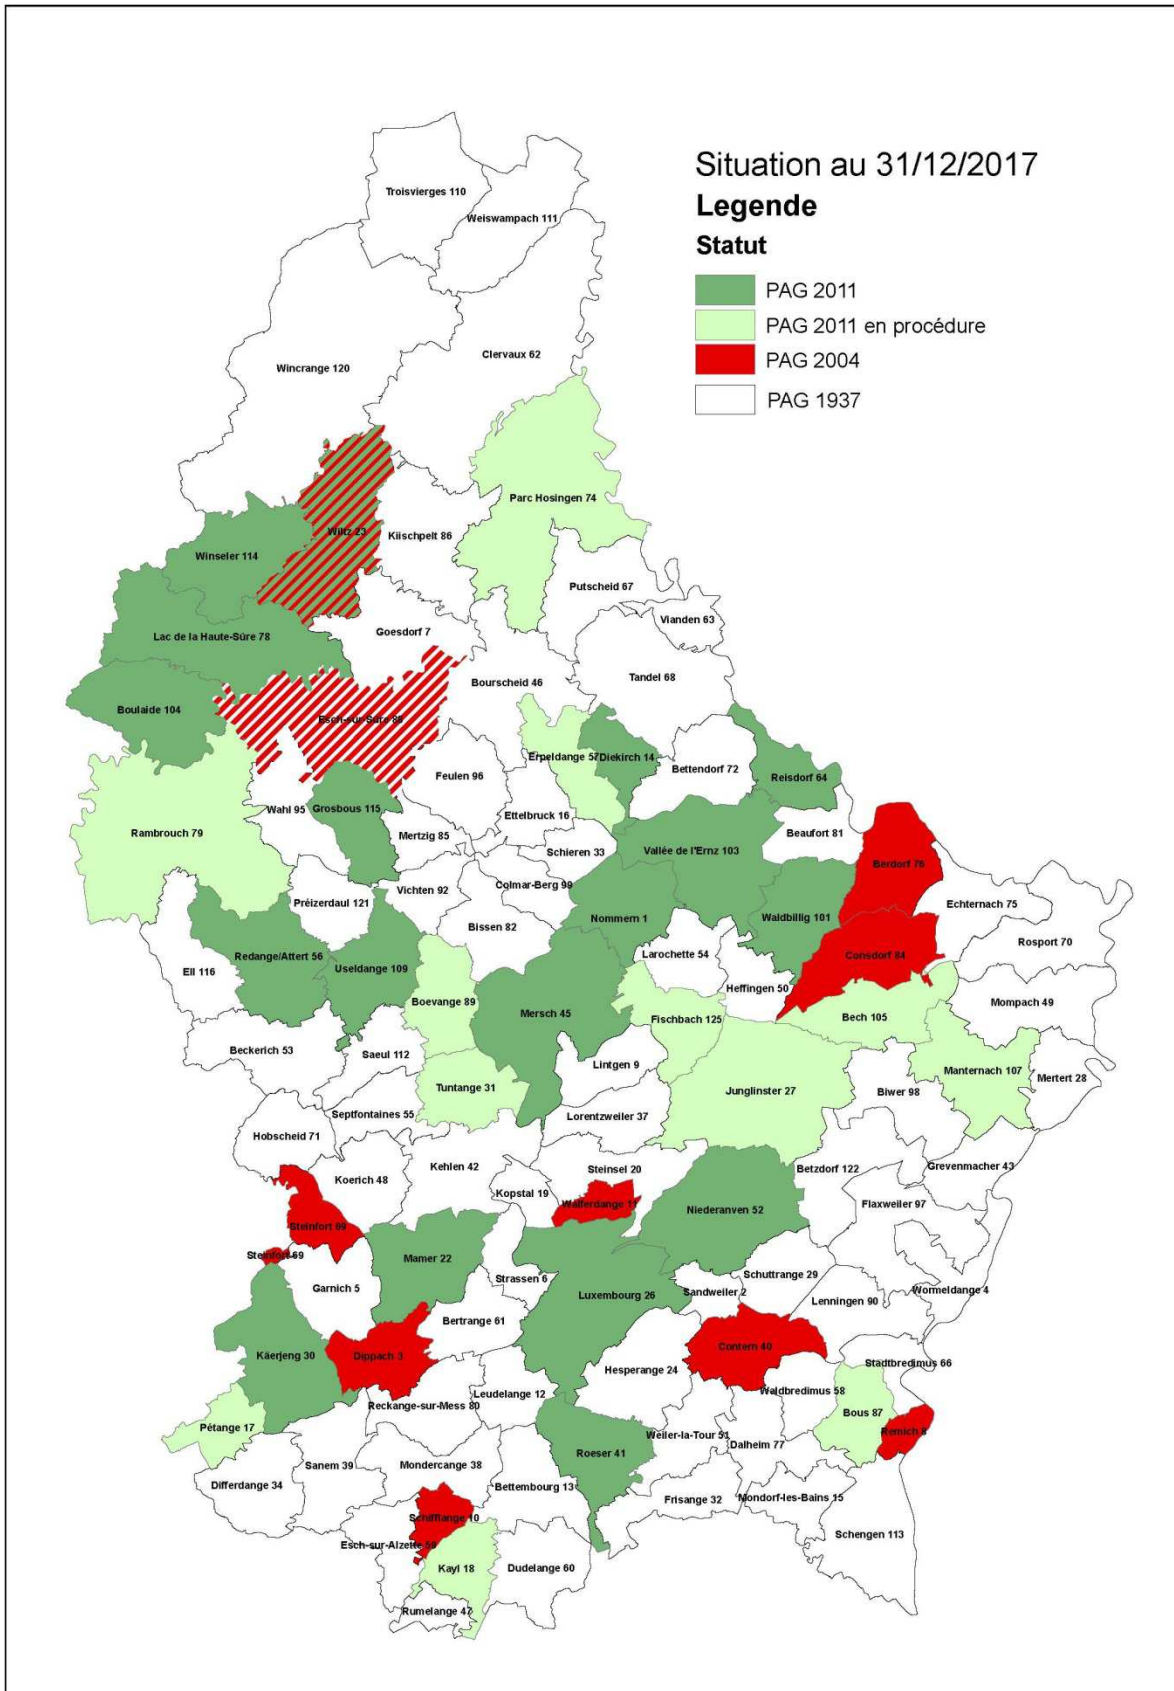 Situation au 31/12/2017
Legende
Statut
PAG 2011
PAG 2011 en procédure
PAG 2004
PAG 1937
Troisvierges 110
Weiswampach 111
Clervaux 62
Wincrange 120
Parc Hosingen 74
Wiltz 23
Kiischpelt 86
Winseler 114
Putscheid 67
Vianden 63
Goesdorf 7
Lac de la Haute-Sûre 78
Tandel 68
Bourscheid 46
Boulaide 104
Esch-sur-Sûre 88
Erpeldange 57
Diekirch 14
Bettendorf 72
Feulen 96
Reisdorf 64
Wahl 95
Grosbous 115
Ettelbruck 16
Rambrouch 79
Mertzig 85
Beaufort 81
Schieren 33
Vallée de l'Ernz 103
Berdorf 76
Colmar-Berg 99
Vichten 92
Préizerdaul 121
Echternach 75
Nommern 1
Waldbillig 101
Bissen 82
Rosport 70
Larochette 54
Redange/Attert 56
Consdorf 84
Useldange 109
Ell 116
Heffingen 50
Boevange 89
Mompach 49
Mersch 45
Fischbach 125
Bech 105
Beckerich 53
Saeul 112
Lintgen 9
Manternach 107
Mertert 28
Tuntange 31
Junglinster 27
Biwer 98
Septfontaines 55
Lorentzweiler 37
Hobscheid 71
Grevenmacher 43
Kehlen 42
Steinsel 20
Betzdorf 122
Koerich 48
Kopstal 19
Flaxweiler 97
Walferdange 11
Niederanven 52
Steinfort 69
Steinfort 69
Mamer 22
Schuttrange 29
Strassen 6
Garnich 5
Sandweiler 2
Wormeldange 4
Luxembourg 26
Lenningen 90
Bertrange 61
Contern 40
Käerjeng 30
Dippach 3
Stadtbredimus 66
Hesperange 24
Leudelange 12
Waldbredimus 58
Reckange-sur-Mess 80
Bous 87
Pétange 17
Remich 8
Weiler-la-Tour 51
Dalheim 77
Roeser 41
Sanem 39
Mondercange 38
Differdange 34
Bettembourg 13
Frisange 32
Mondorf-les-Bains 15
Schifflange 10
Schengen 113
Esch-sur-Alzette 59
Kayl 18
Dudelange 60
Rumelange 47